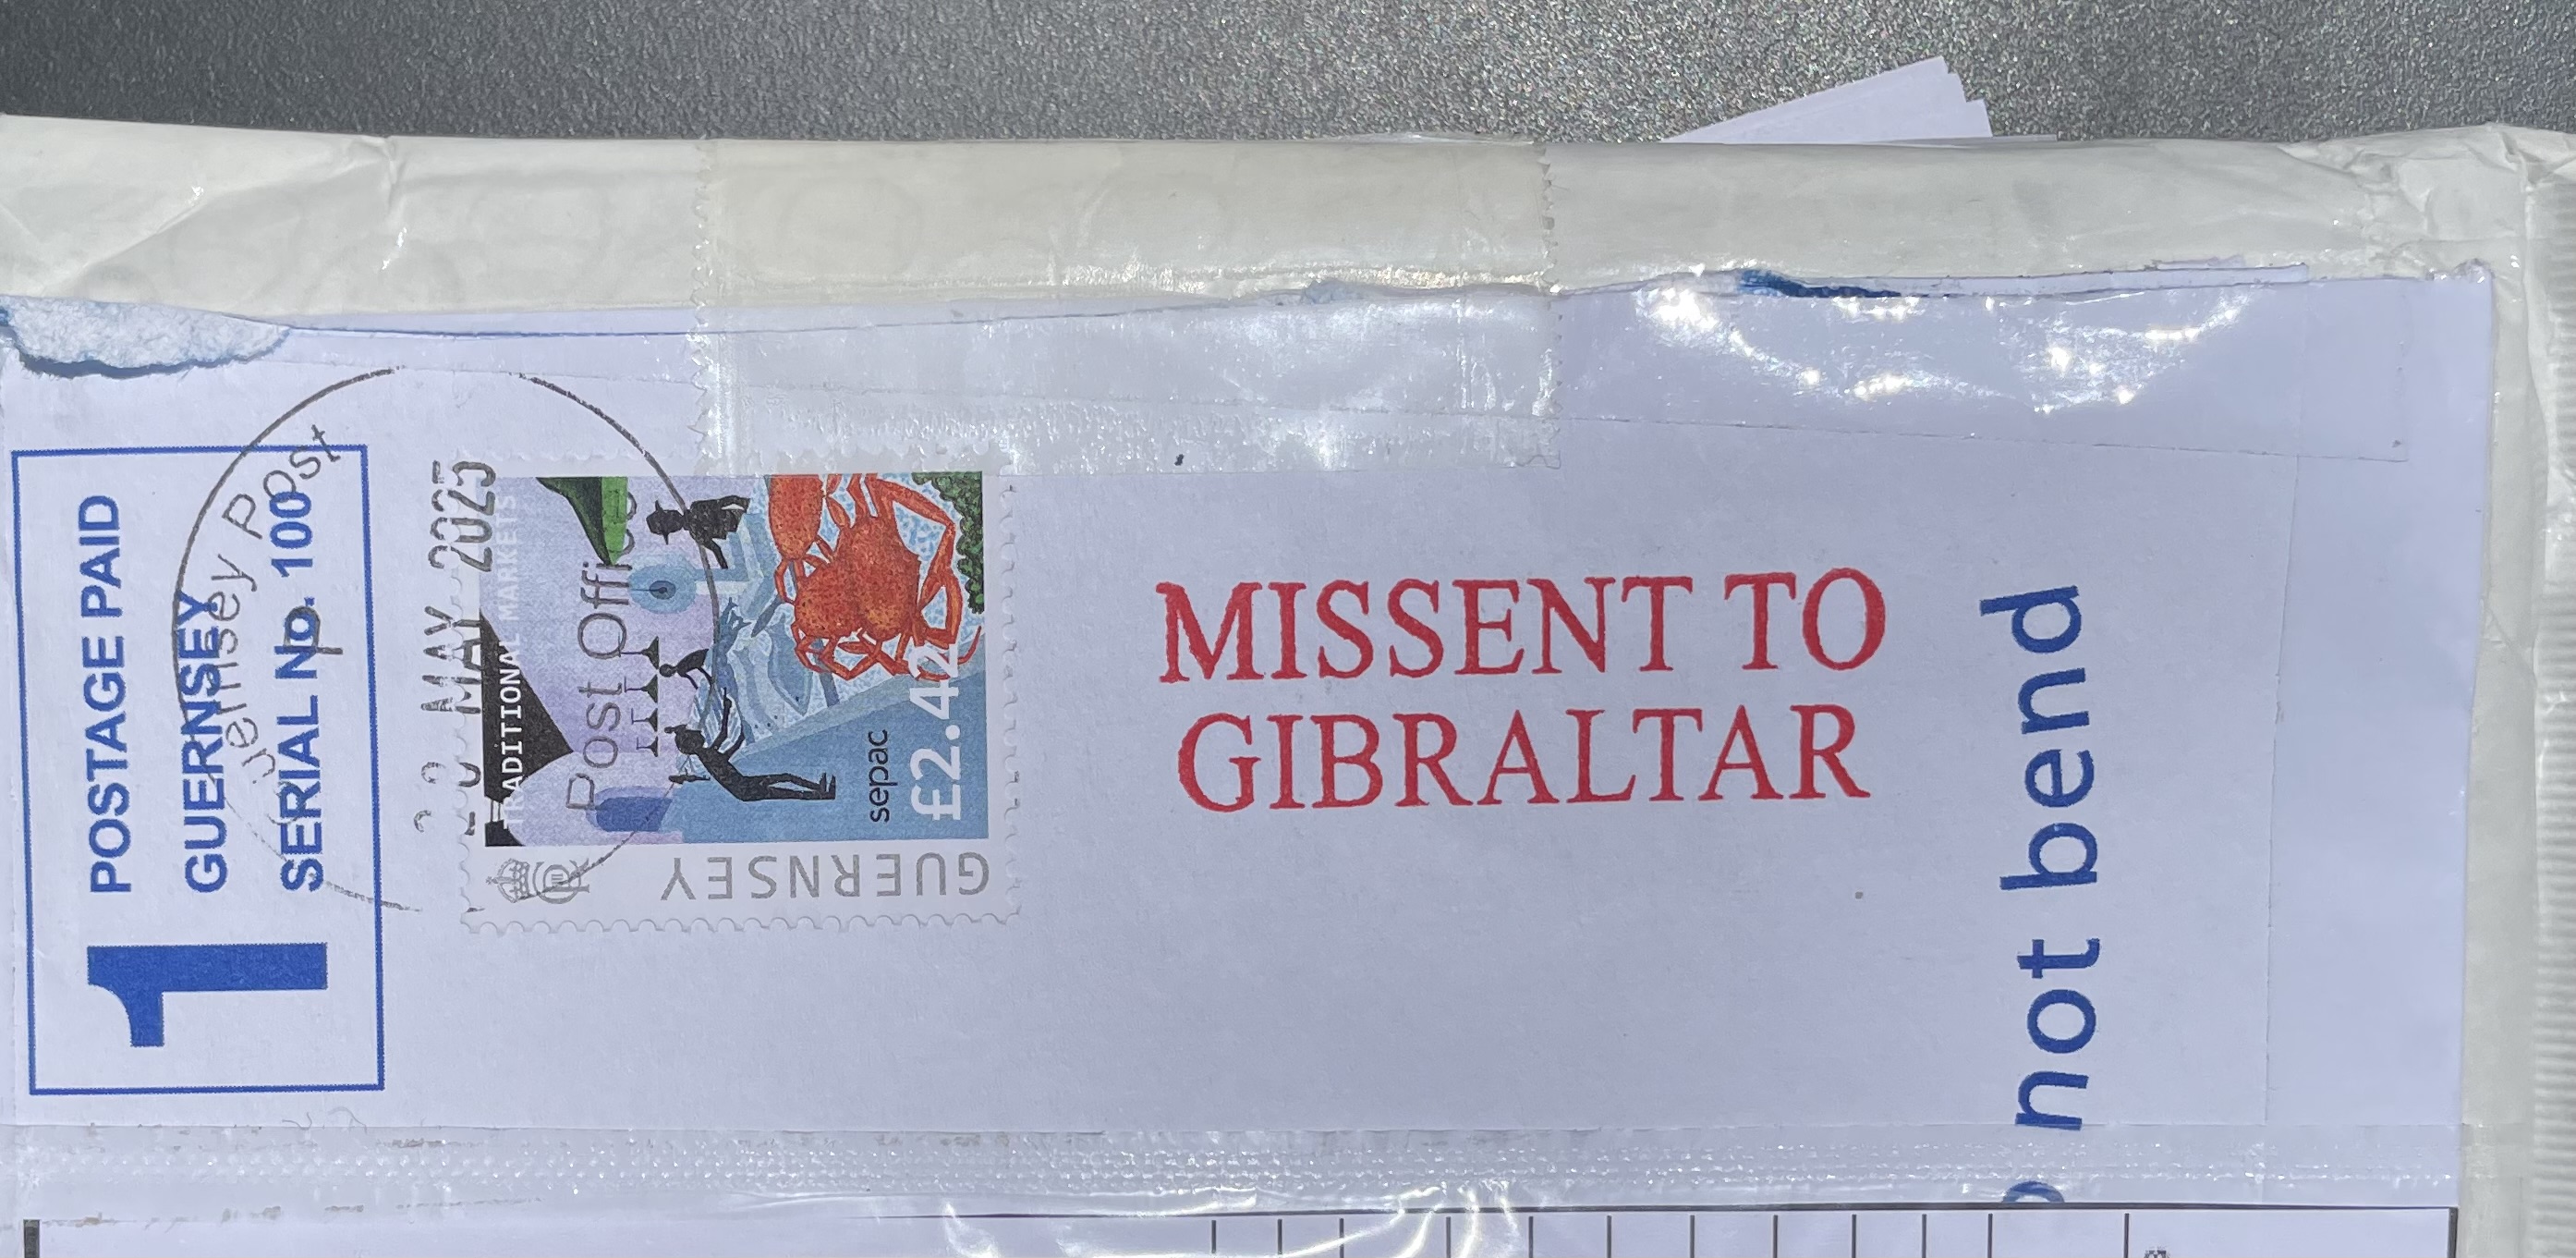 POSTAGE PAID
GUERNSEY
SERIAL No. 100
1
Guernsey Post
MAY 2025
Post Office
TRADITIONAL MARKETS
sepac
£2.42
GUERNSEY
MISSENT TO
GIBRALTAR
not bend